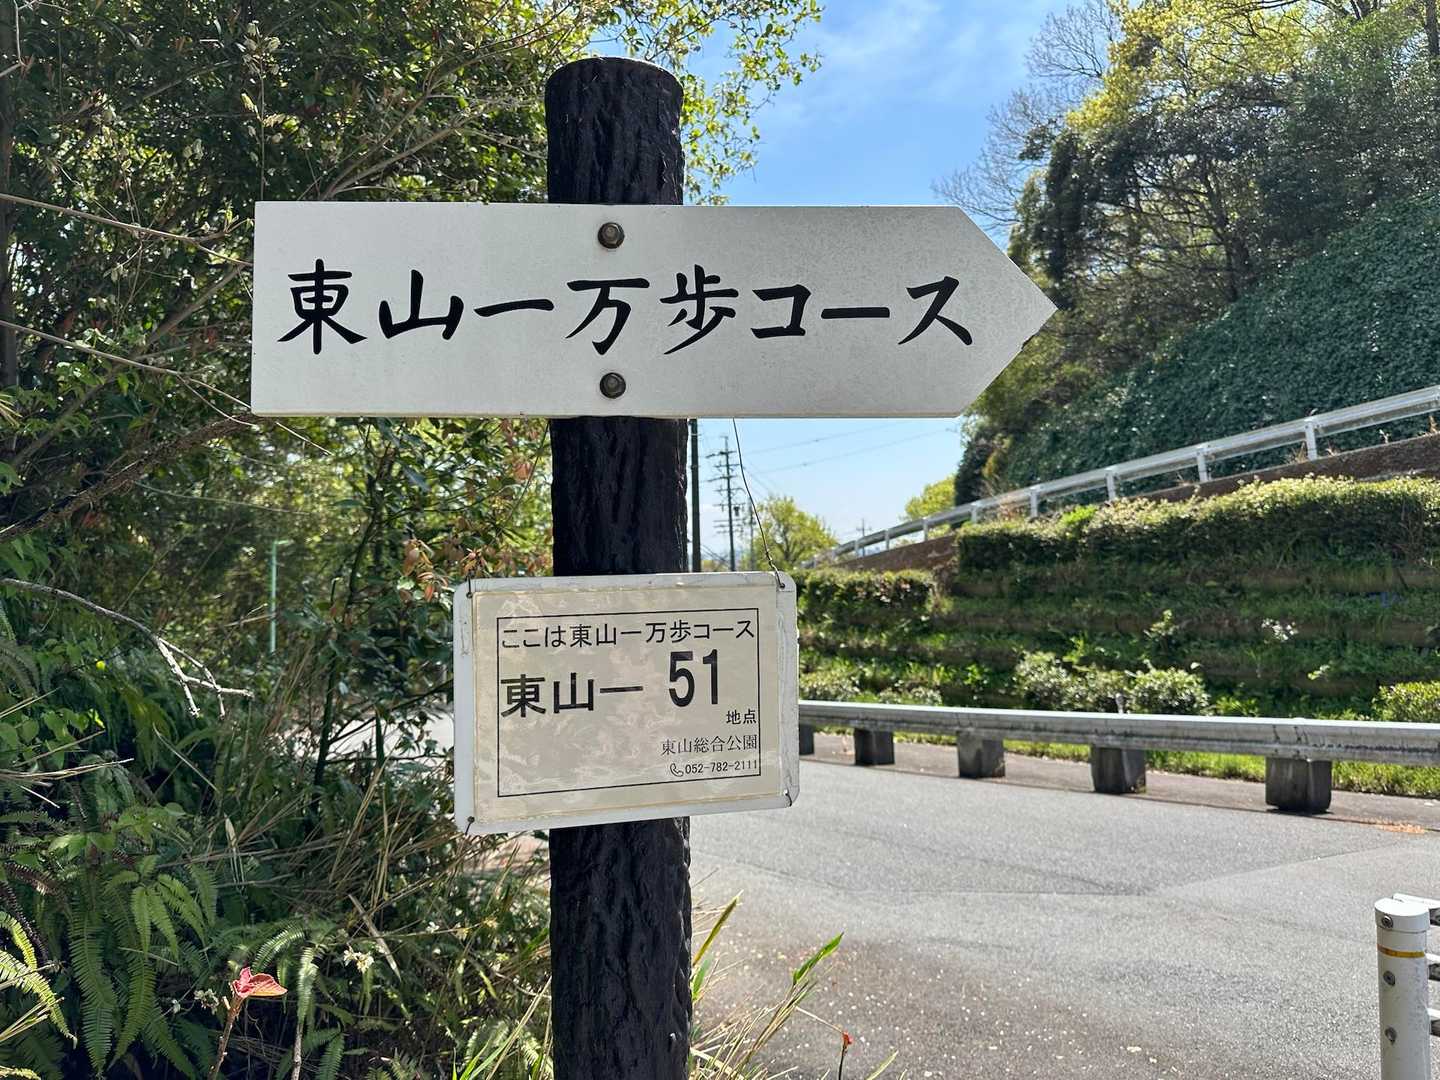 東山一万歩コース
ここは東山一万歩コース
東山ー 51
地点
東山総合公園
052-782-2111